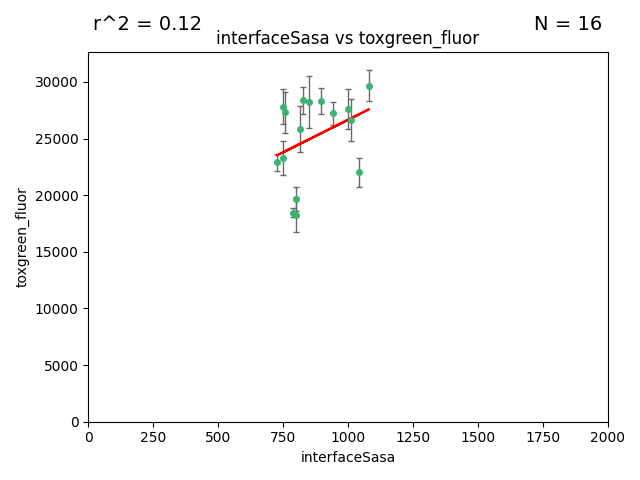 r^2 = 0.12
N = 16
interfaceSasa vs toxgreen_fluor
30000
25000
20000
15000
10000
5000
0
toxgreen_fluor
0 250 500 750 1000 1250 1500 1750 2000
interfaceSasa